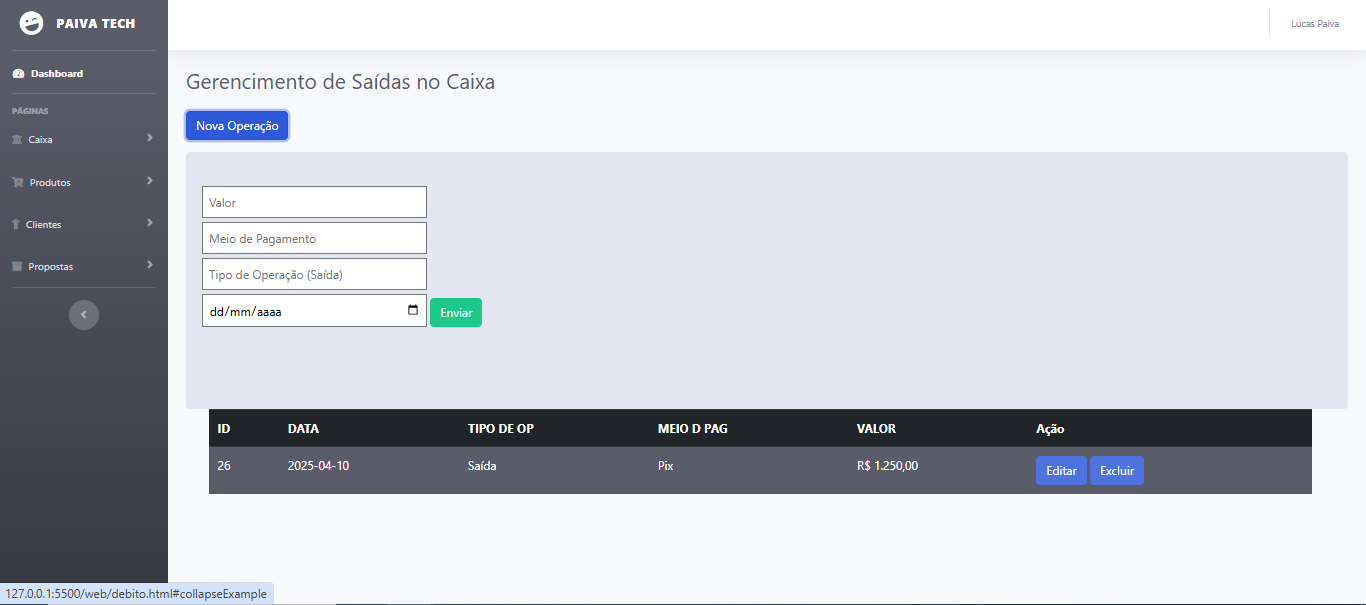 PAIVA TECH
Lucas Paiva
Dashboard
PÁGINAS
Caixa
Produtos
Clientes
Propostas
Gerencimento de Saídas no Caixa
Nova Operação
Valor
Meio de Pagamento
Tipo de Operação (Saída)
dd/mm/aaaa
Enviar
ID DATA TIPO DE OP MEIO D PAG VALOR Ação
26 2025-04-10 Saída Pix R$ 1.250,00 Editar Excluir
127.0.0.1:5500/web/debito.html#collapseExample